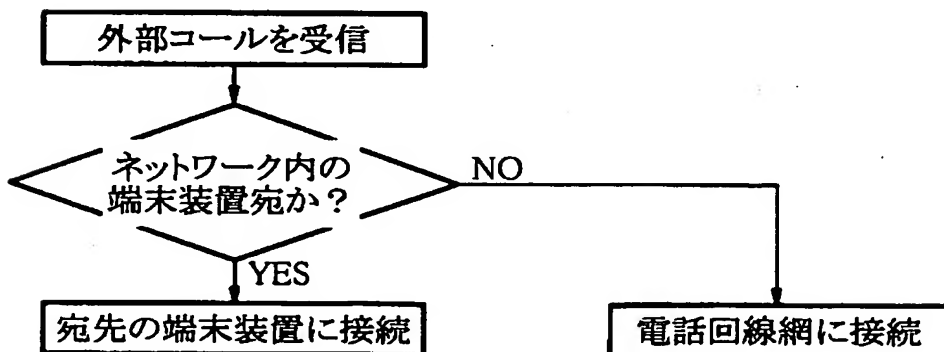 外部コールを受信
ネットワーク内の
端末装置宛か？
NO
YES
宛先の端末装置に接続
電話回線網に接続